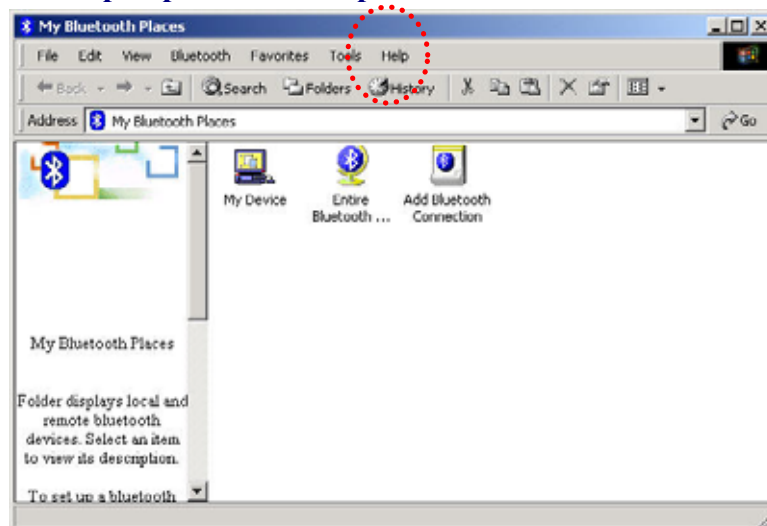 My Bluetooth Places
File Edit View Bluetooth Favorites Tools Help
Back Search Folders History
Address My Bluetooth Places Go
My Device
Entire
Bluetooth ...
Add Bluetooth
Connection
My Bluetooth Places
Folder displays local and
remote bluetooth
devices. Select an item
to view its description.
To set up a bluetooth